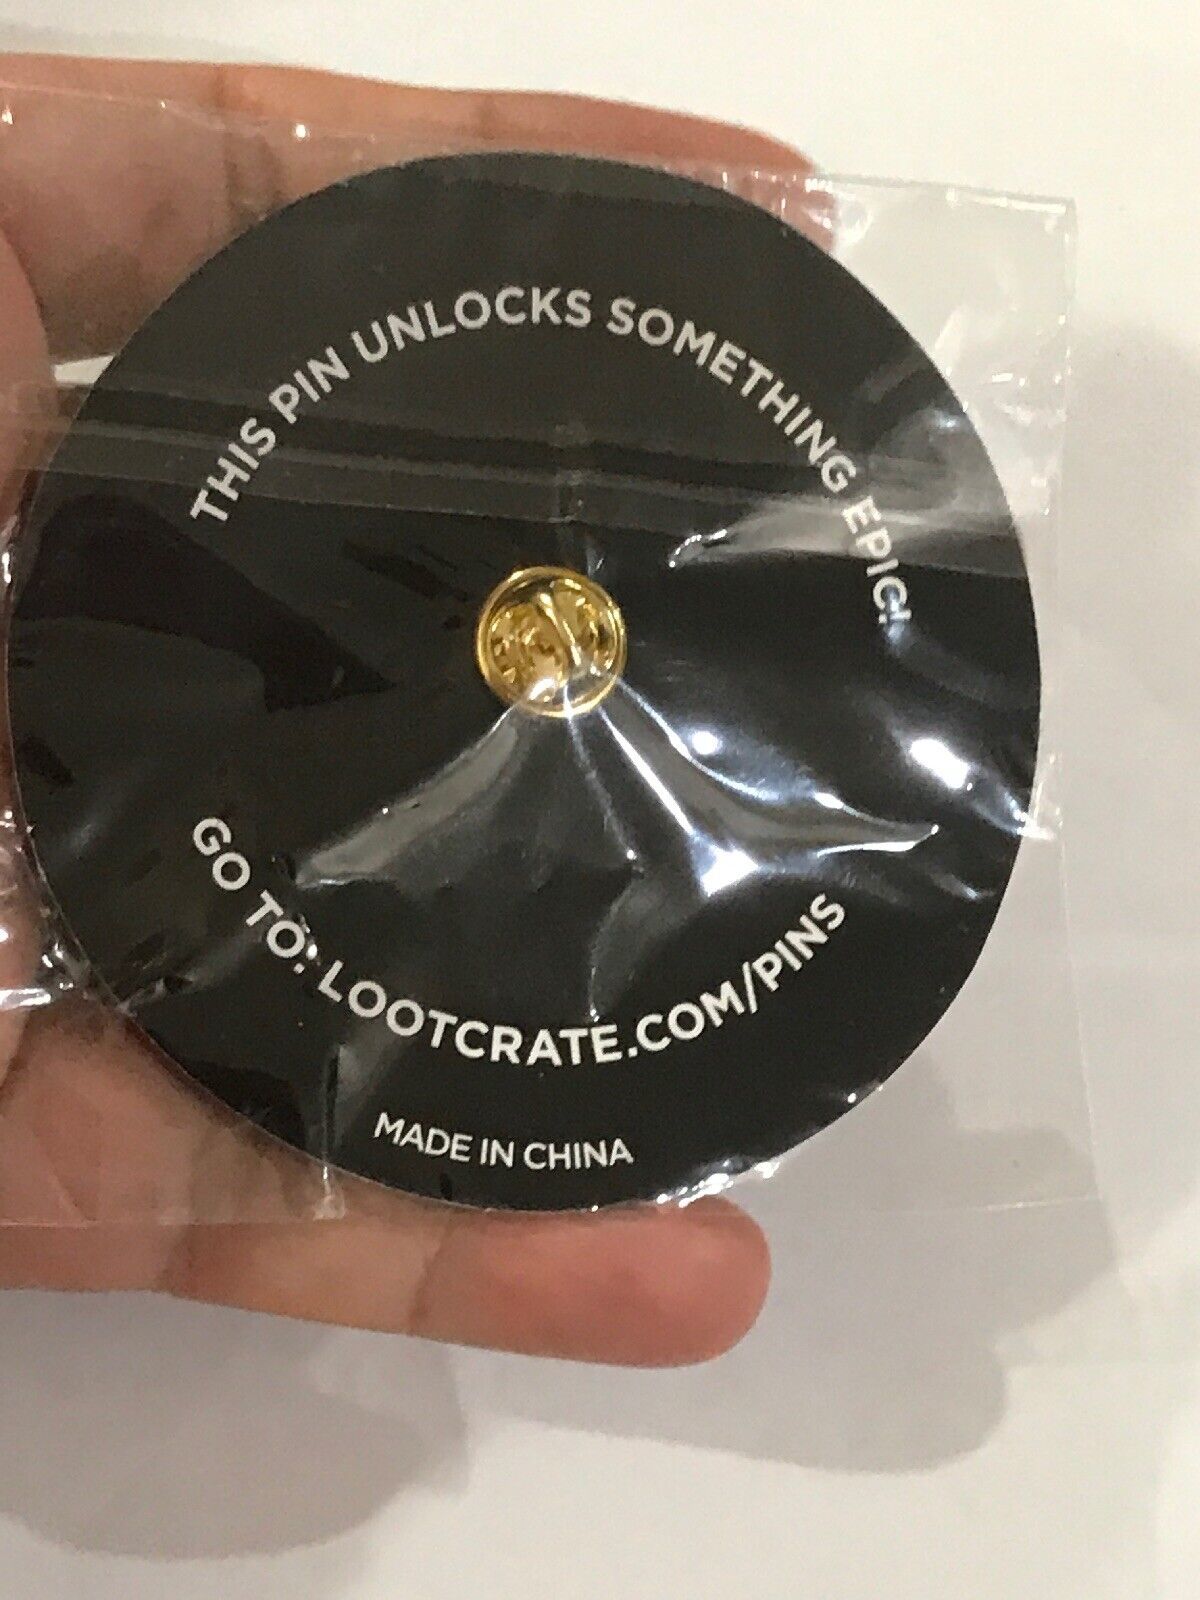 THIS PIN UNLOCKS SOMETHING EPIC!
GO TO: LOOTCRATE.COM/PINS
MADE IN CHINA